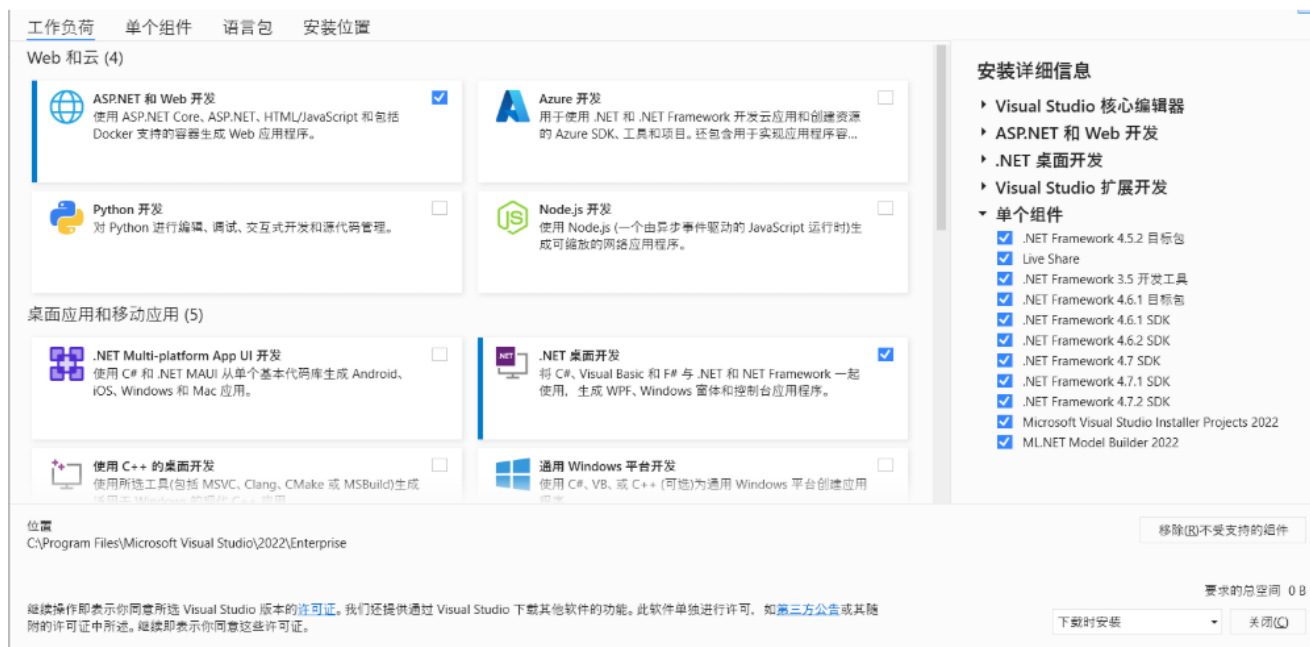 工作负荷 单个组件 语言包 安装位置
Web 和云 (4)
ASP.NET 和 Web 开发
使用 ASP.NET Core、ASP.NET、HTML/JavaScript 和包括
Docker 支持的容器生成 Web 应用程序。
Azure 开发
用于使用 .NET 和 .NET Framework 开发云应用和创建资源
的 Azure SDK、工具和项目。还包含用于实现应用程序容...
Python 开发
对 Python 进行编辑、调试、交互式开发和源代码管理。
Node.js 开发
使用 Node.js (一个由异步事件驱动的 JavaScript 运行时)生
成可缩放的网络应用程序。
桌面应用和移动应用 (5)
.NET Multi-platform App UI 开发
使用 C# 和 .NET MAUI 从单个基本代码库生成 Android、
iOS、Windows 和 Mac 应用。
NET
.NET 桌面开发
将 C#、Visual Basic 和 F# 与 .NET 和 NET Framework 一起
使用，生成 WPF、Windows 窗体和控制台应用程序。
使用 C++ 的桌面开发
使用所选工具(包括 MSVC、Clang、CMake 或 MSBuild)生成
适用于 Windows 的现代 C++ 应用
通用 Windows 平台开发
使用 C#、VB、或 C++ (可选)为通用 Windows 平台创建应用
程序
安装详细信息
Visual Studio 核心编辑器
ASP.NET 和 Web 开发
.NET 桌面开发
Visual Studio 扩展开发
单个组件
.NET Framework 4.5.2 目标包
Live Share
.NET Framework 3.5 开发工具
.NET Framework 4.6.1 目标包
.NET Framework 4.6.1 SDK
.NET Framework 4.6.2 SDK
.NET Framework 4.7 SDK
.NET Framework 4.7.1 SDK
.NET Framework 4.7.2 SDK
Microsoft Visual Studio Installer Projects 2022
ML.NET Model Builder 2022
位置
C:\Program Files\Microsoft Visual Studio\2022\Enterprise
移除(R)不受支持的组件
要求的总空间 0 B
继续操作即表示你同意所选 Visual Studio 版本的许可证。我们还提供通过 Visual Studio 下载其他软件的功能。此软件单独进行许可，如第三方公告或其随
附的许可证中所述。继续即表示你同意这些许可证。
下载时安装
关闭(C)